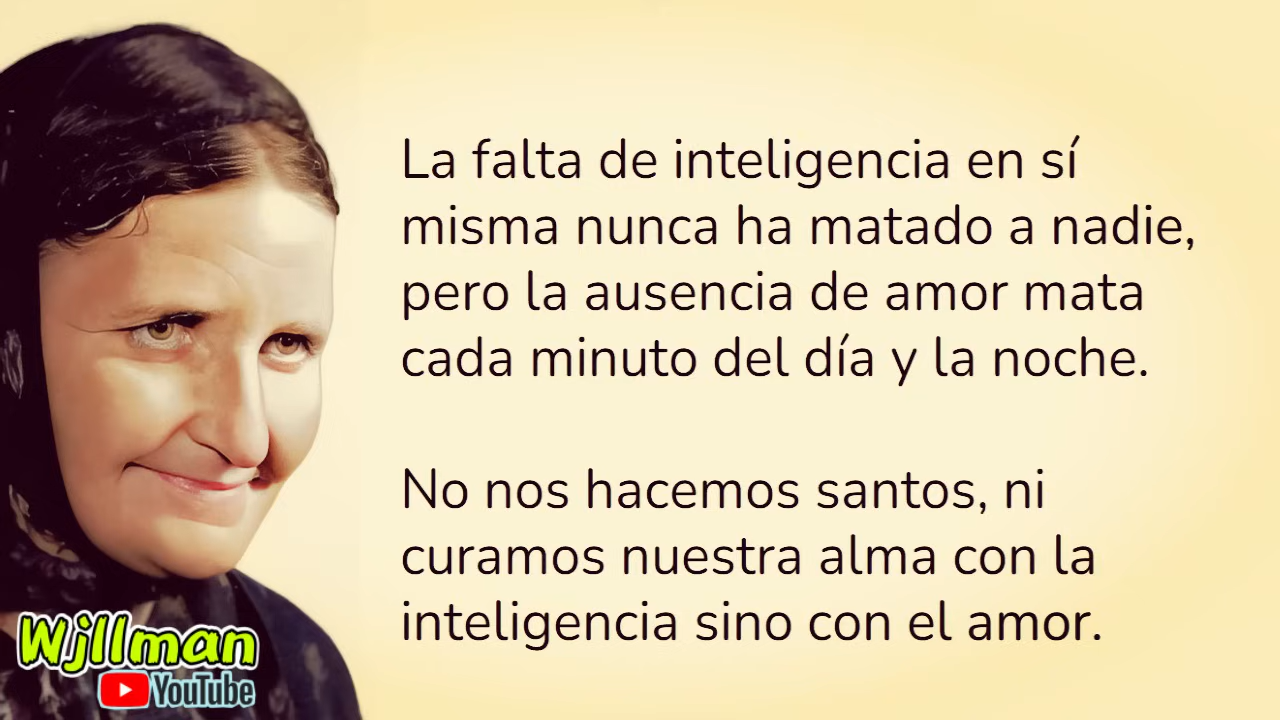 La falta de inteligencia en sí
misma nunca ha matado a nadie,
pero la ausencia de amor mata
cada minuto del día y la noche.
No nos hacemos santos, ni
curamos nuestra alma con la
inteligencia sino con el amor.
Wjllman
YouTube